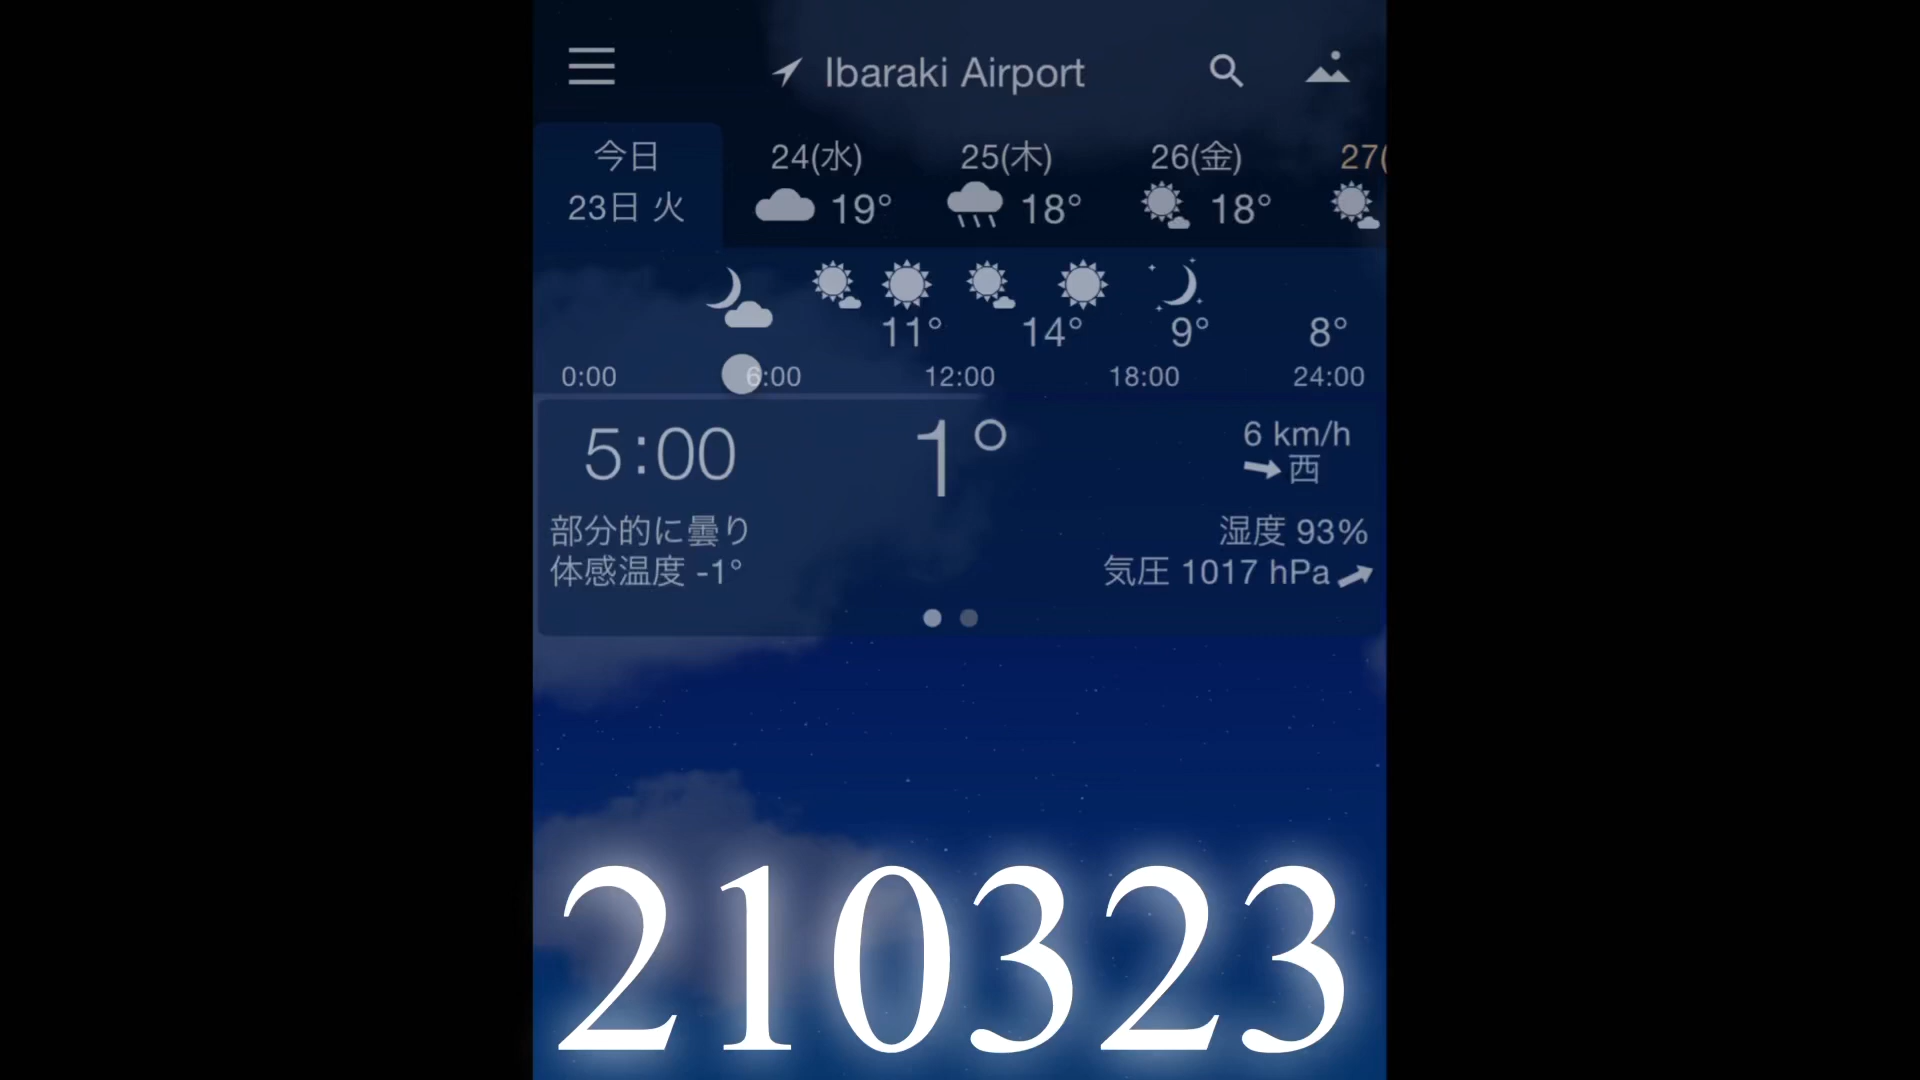 Ibaraki Airport
今日 24(水) 25(木) 26(金) 27(
23日 火 19° 18° 18°
11° 14° 9° 8°
0:00 6:00 12:00 18:00 24:00
5:00 1° 6 km/h
西
部分的に曇り 湿度 93%
体感温度 -1° 気圧 1017 hPa
210323